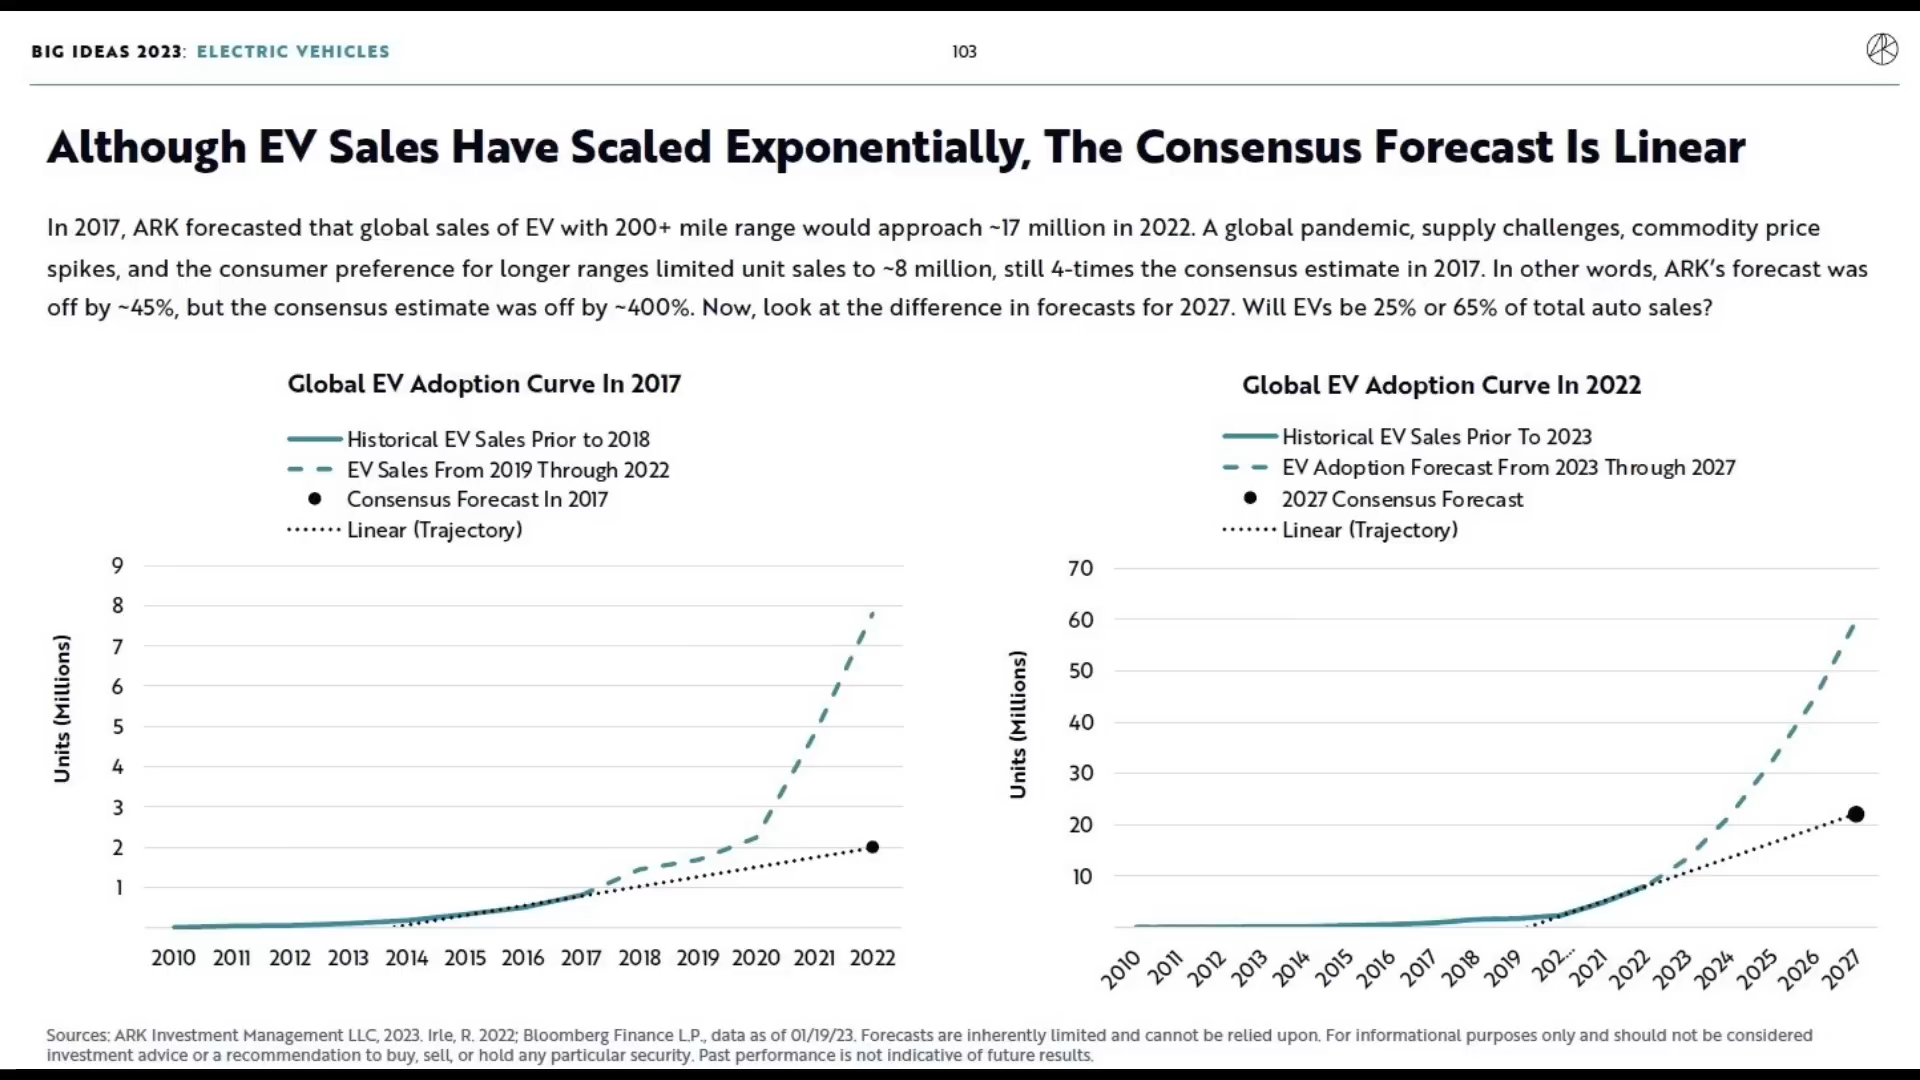 BIG IDEAS 2023: ELECTRIC VEHICLES
103
Although EV Sales Have Scaled Exponentially, The Consensus Forecast Is Linear
In 2017, ARK forecasted that global sales of EV with 200+ mile range would approach ~17 million in 2022. A global pandemic, supply challenges, commodity price
spikes, and the consumer preference for longer ranges limited unit sales to ~8 million, still 4-times the consensus estimate in 2017. In other words, ARK's forecast was
off by ~45%, but the consensus estimate was off by ~400%. Now, look at the difference in forecasts for 2027. Will EVs be 25% or 65% of total auto sales?
Global EV Adoption Curve In 2017
Historical EV Sales Prior to 2018
EV Sales From 2019 Through 2022
Consensus Forecast In 2017
Linear (Trajectory)
9
8
7
6
5
4
3
2
1
Units (Millions)
2010 2011 2012 2013 2014 2015 2016 2017 2018 2019 2020 2021 2022
Global EV Adoption Curve In 2022
Historical EV Sales Prior To 2023
EV Adoption Forecast From 2023 Through 2027
2027 Consensus Forecast
Linear (Trajectory)
70
60
50
40
30
20
10
Units (Millions)
2010 2011 2012 2013 2014 2015 2016 2017 2018 2019 202... 2021 2022 2023 2024 2025 2026 2027
Sources: ARK Investment Management LLC, 2023. Irle, R. 2022; Bloomberg Finance L.P., data as of 01/19/23. Forecasts are inherently limited and cannot be relied upon. For informational purposes only and should not be considered
investment advice or a recommendation to buy, sell, or hold any particular security. Past performance is not indicative of future results.